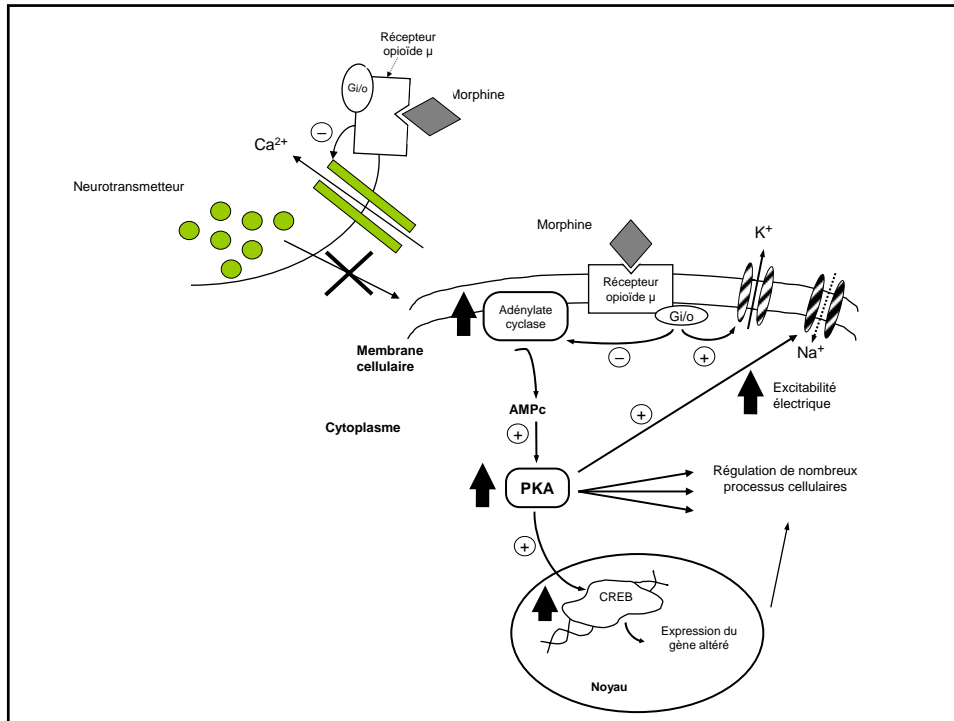 Récepteur
opioïde μ
Gi/o
Morphine
−
Ca²⁺
Neurotransmetteur
Morphine
K⁺
Récepteur
opioïde μ
Adénylate
cyclase
Gi/o
Na⁺
Membrane
cellulaire
−
+
Excitabilité
électrique
AMPc
+
Cytoplasme
+
PKA
Régulation de nombreux
processus cellulaires
+
CREB
Expression du
gène altéré
Noyau